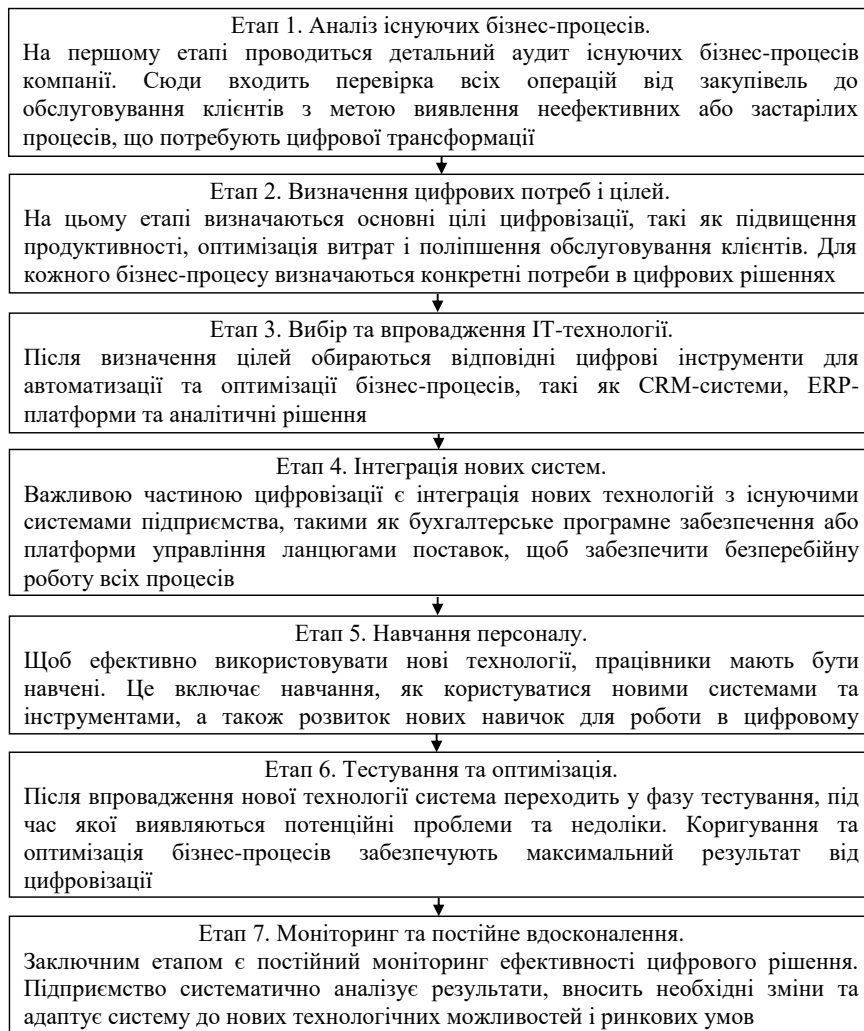 Етап 1. Аналіз існуючих бізнес-процесів.
На першому етапі проводиться детальний аудит існуючих бізнес-процесів
компанії. Сюди входить перевірка всіх операцій від закупівель до
обслуговування клієнтів з метою виявлення неефективних або застарілих
процесів, що потребують цифрової трансформації
Етап 2. Визначення цифрових потреб і цілей.
На цьому етапі визначаються основні цілі цифровізації, такі як підвищення
продуктивності, оптимізація витрат і поліпшення обслуговування клієнтів. Для
кожного бізнес-процесу визначаються конкретні потреби в цифрових рішеннях
Етап 3. Вибір та впровадження ІТ-технології.
Після визначення цілей обираються відповідні цифрові інструменти для
автоматизації та оптимізації бізнес-процесів, такі як CRM-системи, ERP-
платформи та аналітичні рішення
Етап 4. Інтеграція нових систем.
Важливою частиною цифровізації є інтеграція нових технологій з існуючими
системами підприємства, такими як бухгалтерське програмне забезпечення або
платформи управління ланцюгами поставок, щоб забезпечити безперебійну
роботу всіх процесів
Етап 5. Навчання персоналу.
Щоб ефективно використовувати нові технології, працівники мають бути
навчені. Це включає навчання, як користуватися новими системами та
інструментами, а також розвиток нових навичок для роботи в цифровому
Етап 6. Тестування та оптимізація.
Після впровадження нової технології система переходить у фазу тестування, під
час якої виявляються потенційні проблеми та недоліки. Коригування та
оптимізація бізнес-процесів забезпечують максимальний результат від
цифровізації
Етап 7. Моніторинг та постійне вдосконалення.
Заключним етапом є постійний моніторинг ефективності цифрового рішення.
Підприємство систематично аналізує результати, вносить необхідні зміни та
адаптує систему до нових технологічних можливостей і ринкових умов